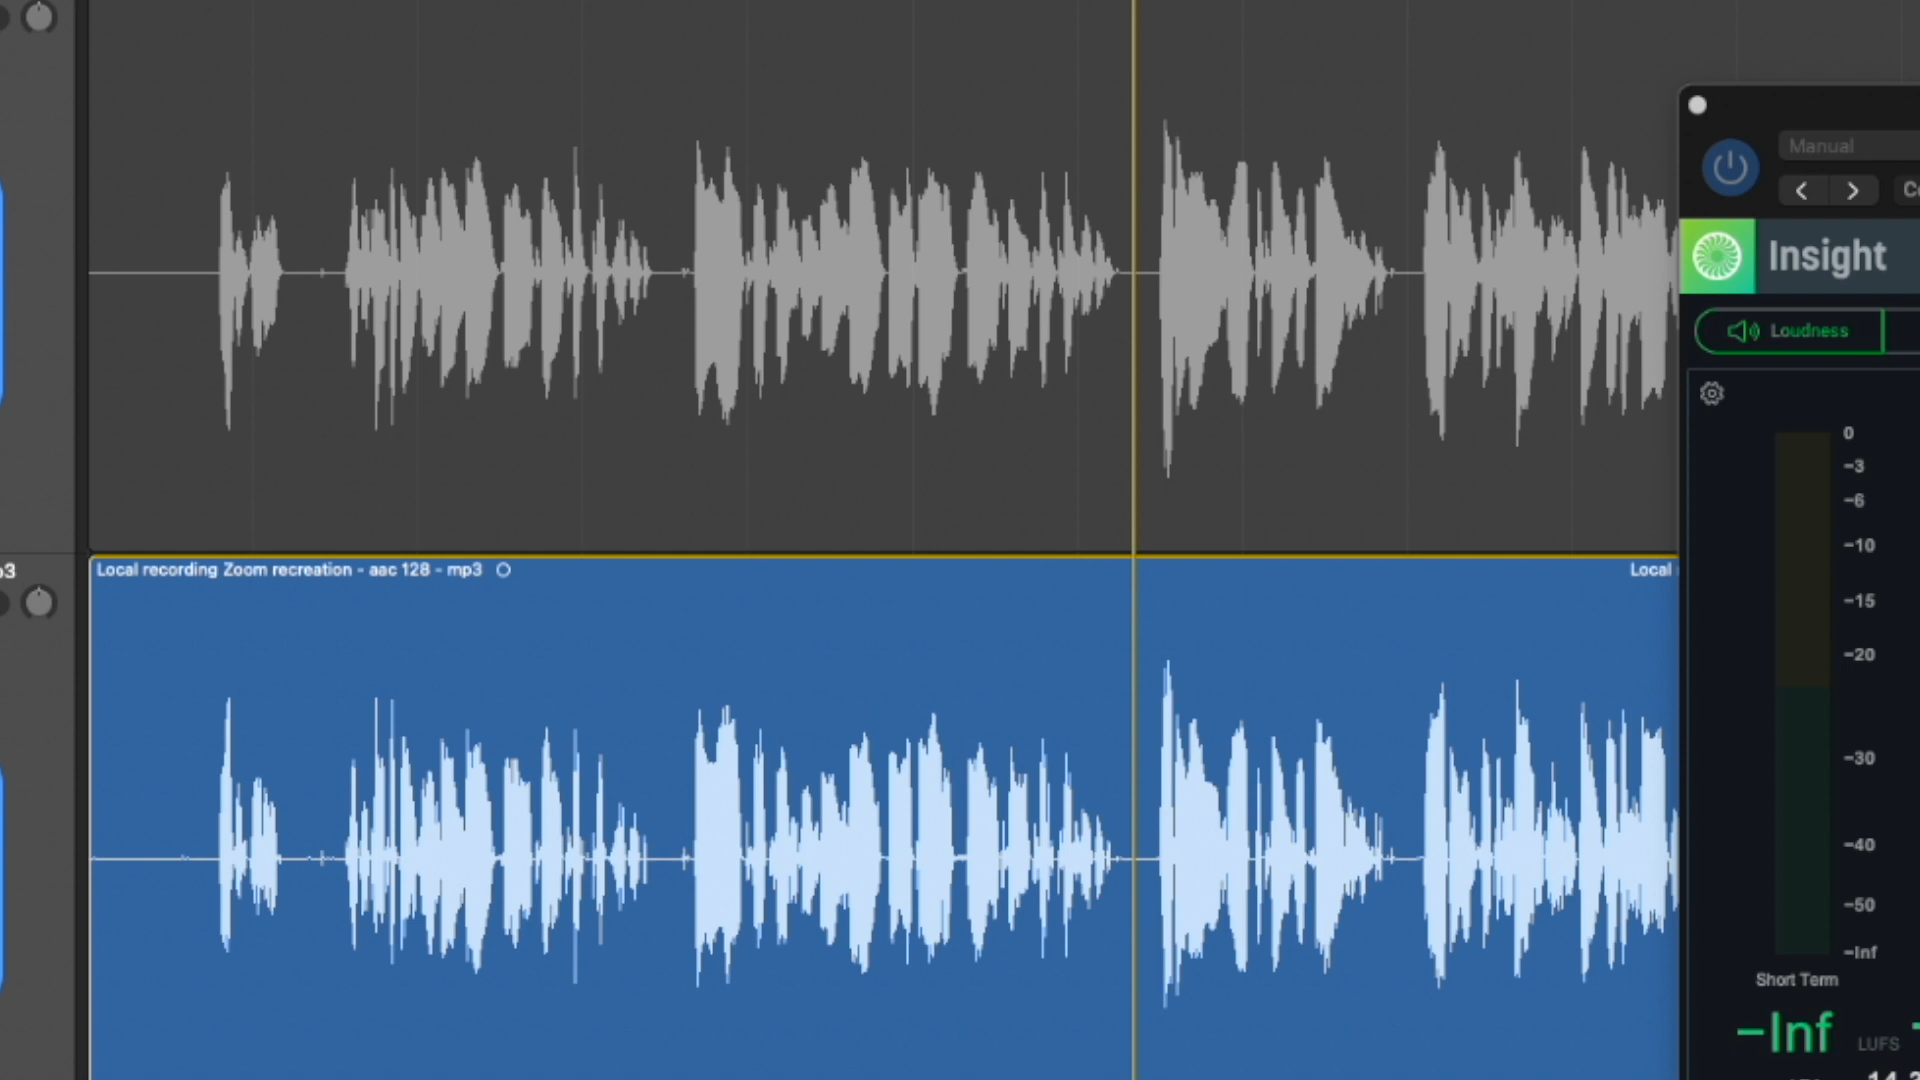 Manual
Insight
Loudness
0
-3
-6
-10
-15
-20
-30
-40
-50
-Inf
Short Term
-Inf LUFS
Local recording Zoom recreation - aac 128 - mp3
Local